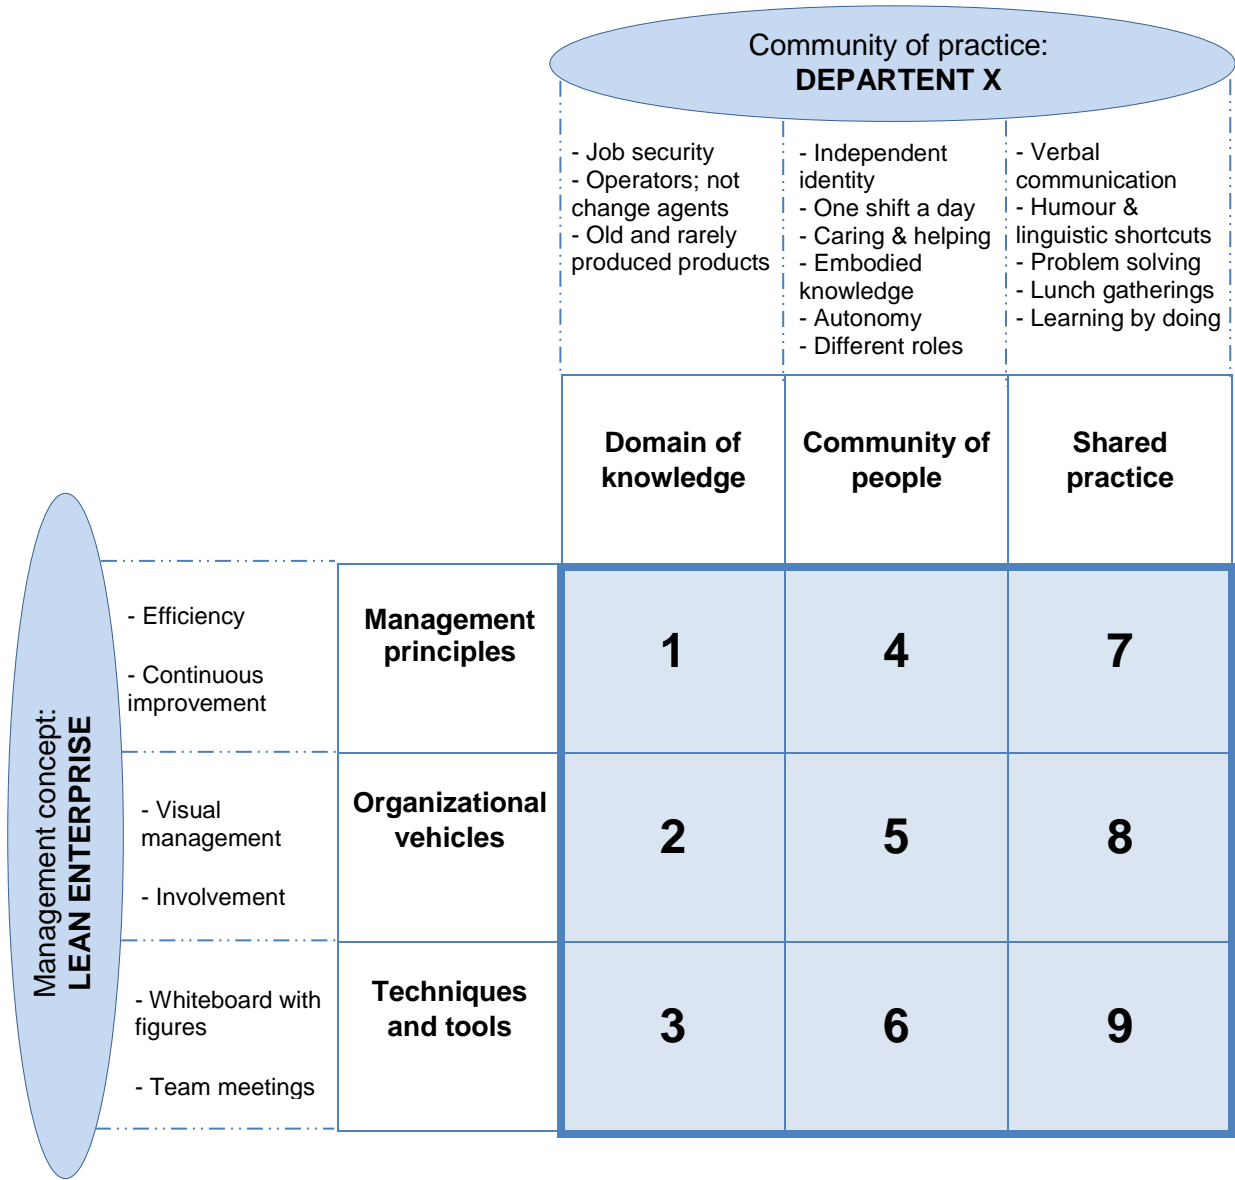 Community of practice:
DEPARTENT X
- Job security
- Operators; not
change agents
- Old and rarely
produced products
- Independent
identity
- One shift a day
- Caring & helping
- Embodied
knowledge
- Autonomy
- Different roles
- Verbal
communication
- Humour &
linguistic shortcuts
- Problem solving
- Lunch gatherings
- Learning by doing
Domain of
knowledge
Community of
people
Shared
practice
Management concept:
LEAN ENTERPRISE
- Efficiency
- Continuous
improvement
Management
principles
1
4
7
- Visual
management
- Involvement
Organizational
vehicles
2
5
8
- Whiteboard with
figures
- Team meetings
Techniques
and tools
3
6
9